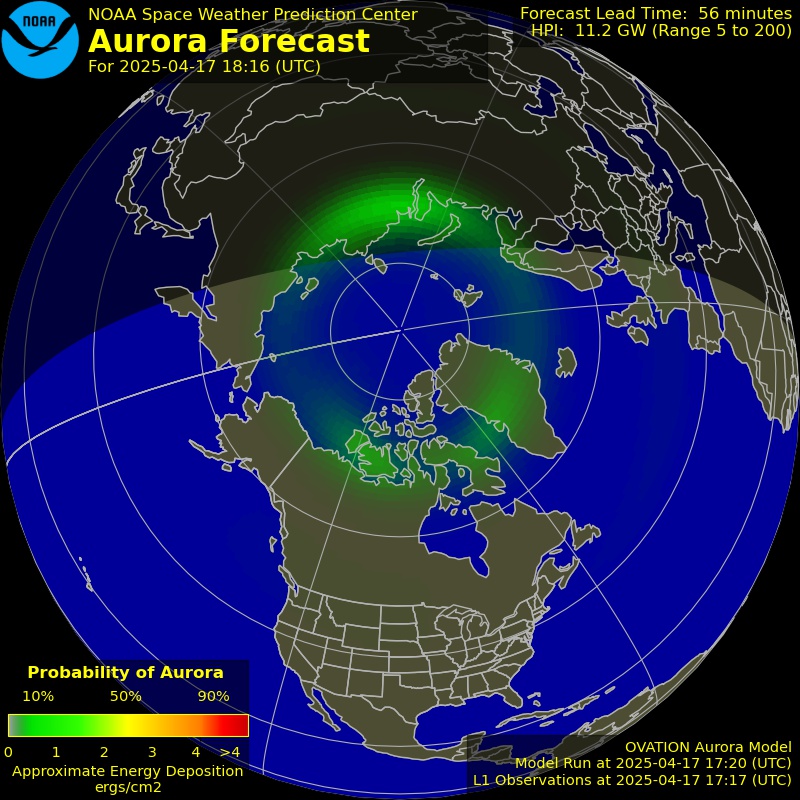 NOAA
NOAA Space Weather Prediction Center
Aurora Forecast
For 2025-04-17 18:16 (UTC)
Forecast Lead Time: 56 minutes
HPI: 11.2 GW (Range 5 to 200)
Probability of Aurora
10% 50% 90%
0 1 2 3 4 >4
Approximate Energy Deposition
ergs/cm2
OVATION Aurora Model
Model Run at 2025-04-17 17:20 (UTC)
L1 Observations at 2025-04-17 17:17 (UTC)